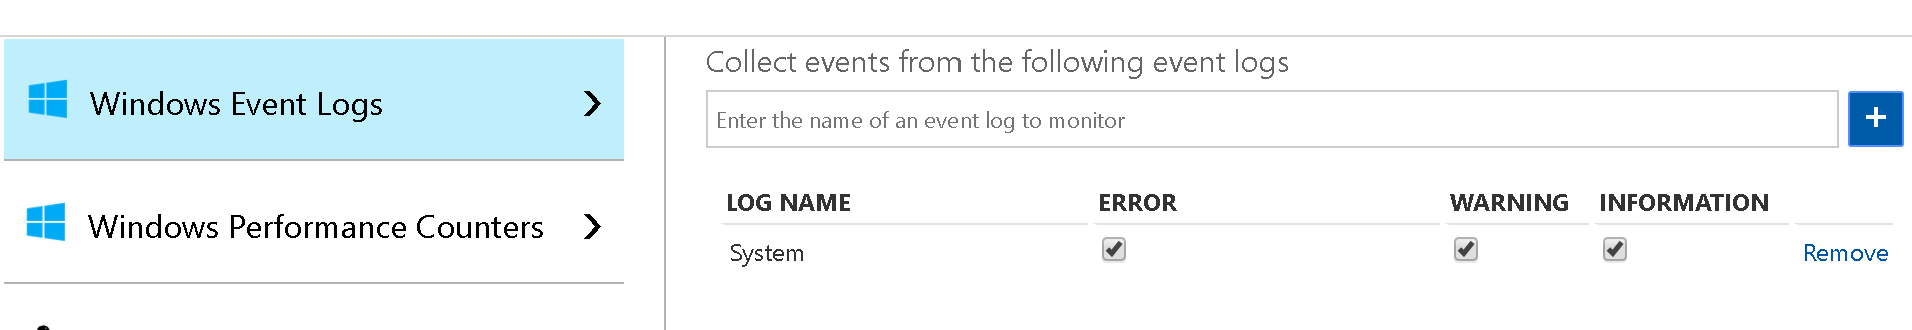 Windows Event Logs
Windows Performance Counters
Collect events from the following event logs
Enter the name of an event log to monitor
LOG NAME ERROR WARNING INFORMATION
System Remove